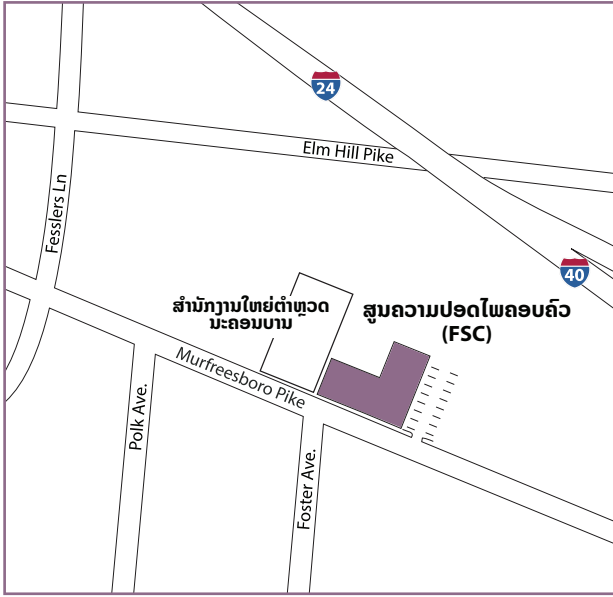 24
Elm Hill Pike
Fesslers Ln
40
ສຳນັກງານໃຫຍ່ຕຳຫຼວດ
ນະຄອນບານ
ສູນຄວາມປອດໄພຄອບຄົວ
(FSC)
Murfreesboro Pike
Polk Ave.
Foster Ave.